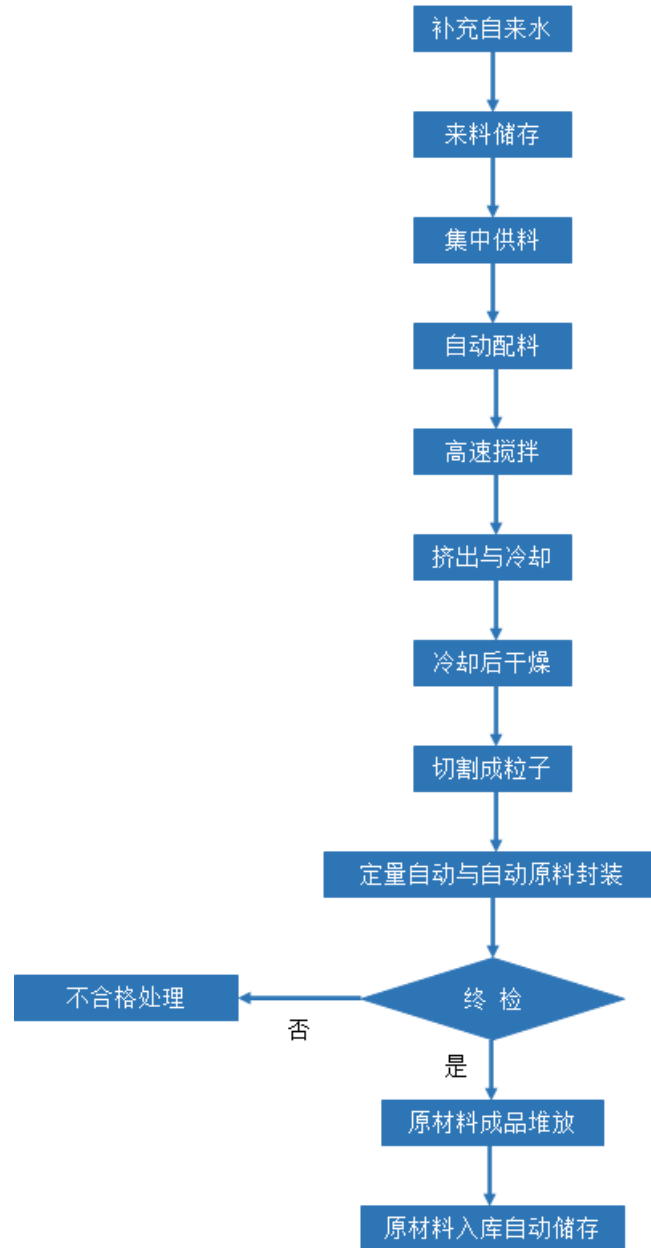 补充自来水
来料储存
集中供料
自动配料
高速搅拌
挤出与冷却
冷却后干燥
切割成粒子
定量自动与自动原料封装
终 检
不合格处理
否
是
原材料成品堆放
原材料入库自动储存